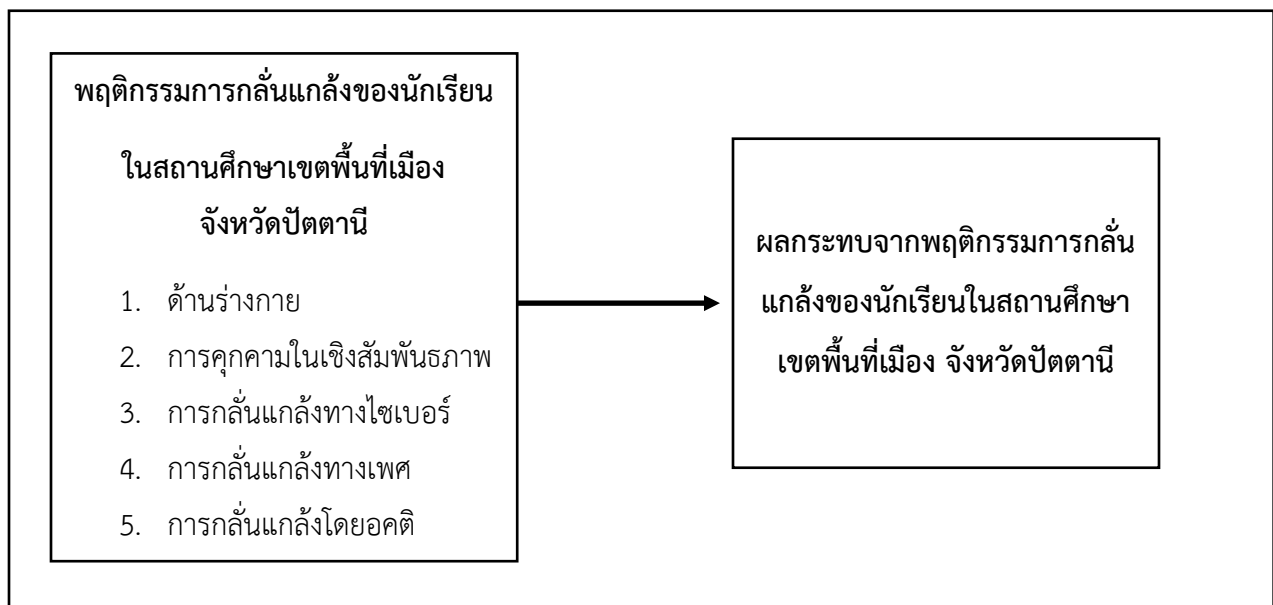 พฤติกรรมการกลั่นแกล้งของนักเรียน
ในสถานศึกษาเขตพื้นที่เมือง
จังหวัดปัตตานี
1. ด้านร่างกาย
2. การคุกคามในเชิงสัมพันธภาพ
3. การกลั่นแกล้งทางไซเบอร์
4. การกลั่นแกล้งทางเพศ
5. การกลั่นแกล้งโดยอคติ
ผลกระทบจากพฤติกรรมการกลั่น
แกล้งของนักเรียนในสถานศึกษา
เขตพื้นที่เมือง จังหวัดปัตตานี